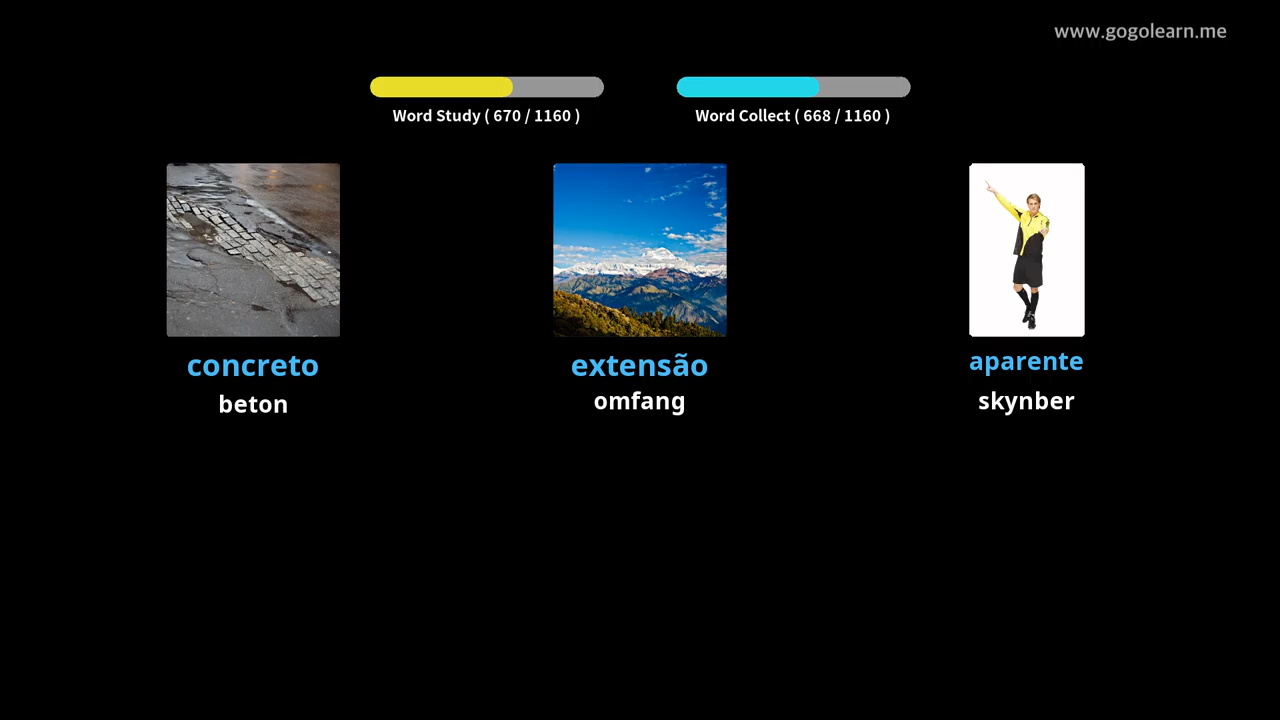 www.gogolearn.me
Word Study ( 670 / 1160 )
Word Collect ( 668 / 1160 )
concreto
beton
extensão
omfang
aparente
skynber